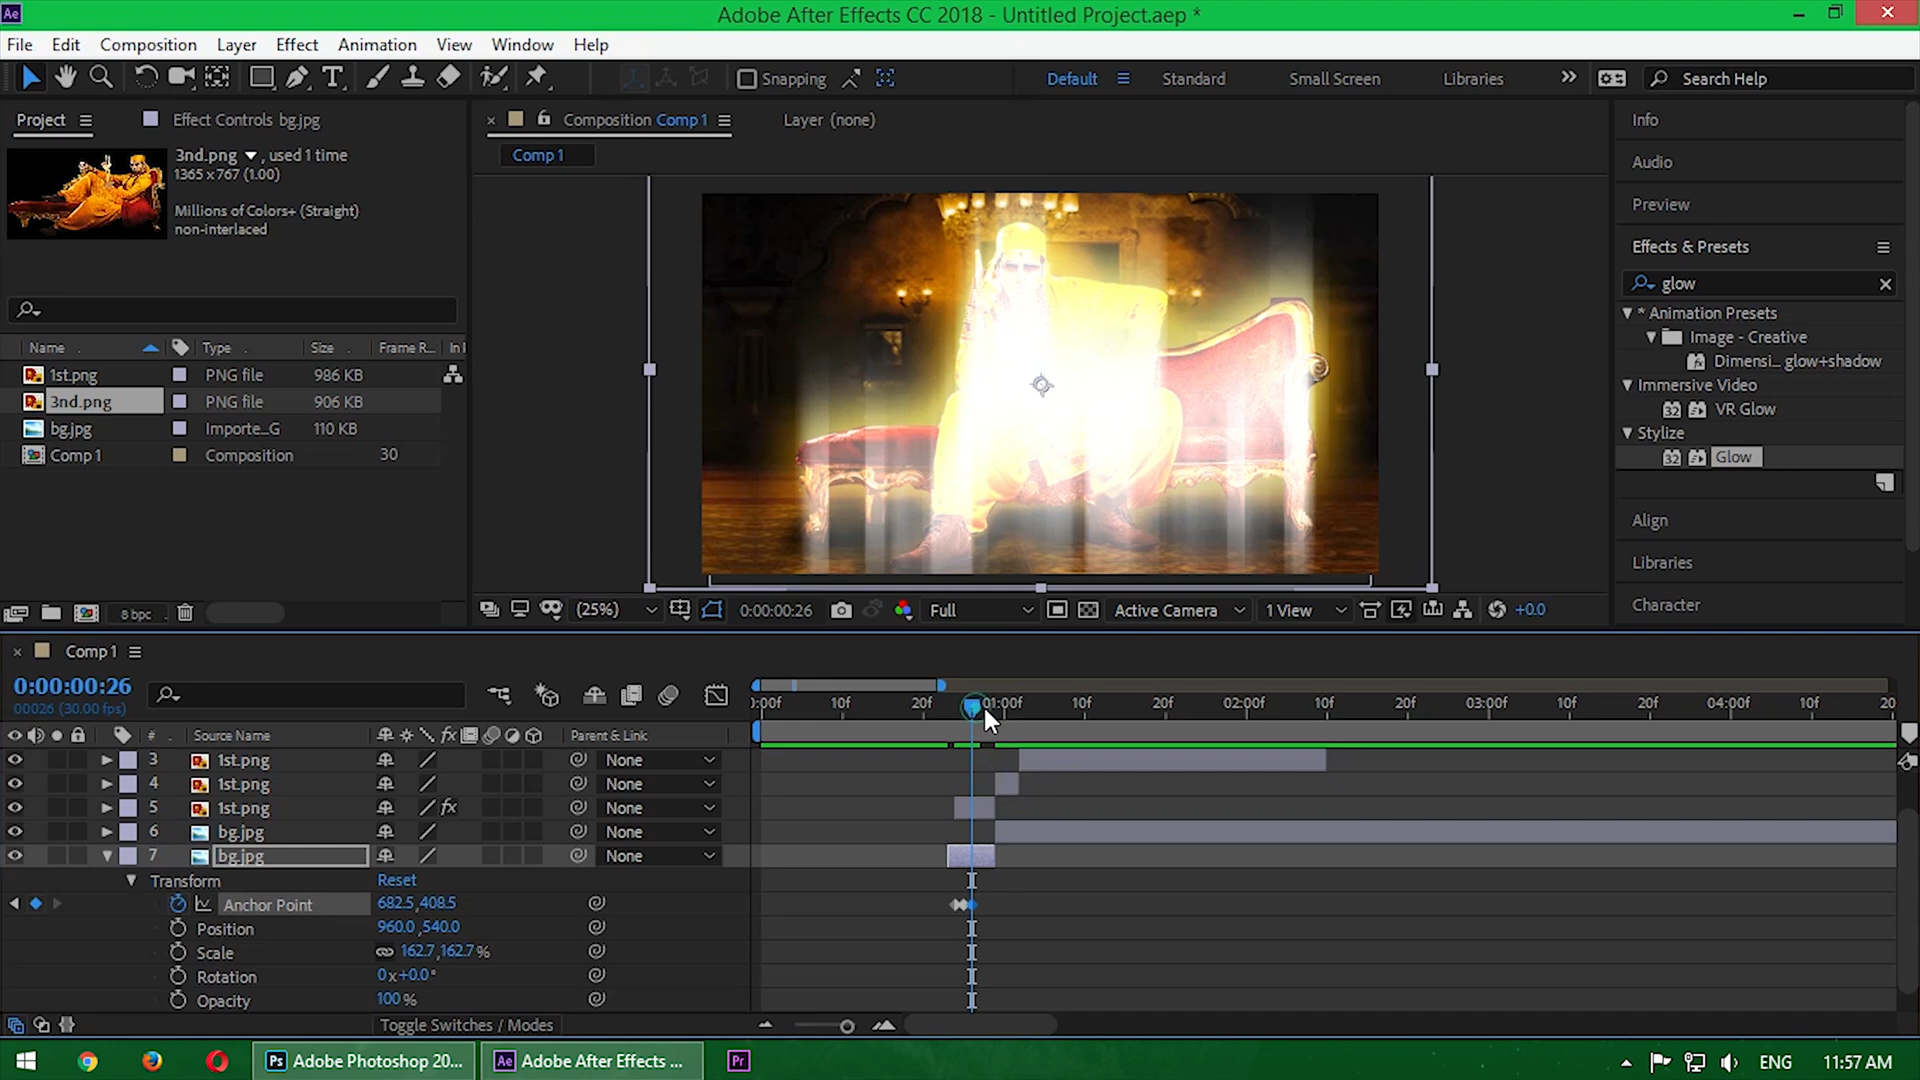 Ae
Adobe After Effects CC 2018 - Untitled Project.aep *
File Edit Composition Layer Effect Animation View Window Help
T
Snapping
Default
Standard
Small Screen
Libraries
Search Help
Project
Effect Controls bg.jpg
3nd.png , used 1 time
1365 x 767 (1.00)
Millions of Colors+ (Straight)
non-interlaced
Name Type Size Frame R... In
1st.png PNG file 986 KB
3nd.png PNG file 906 KB
bg.jpg Importe_G 110 KB
Comp 1 Composition 30
8 bpc
Composition Comp 1
Layer (none)
Comp 1
(25%)
0:00:00:26
Full
Active Camera
1 View
+0.0
Info
Audio
Preview
Effects & Presets
glow
* Animation Presets
Image - Creative
Dimensi... glow+shadow
Immersive Video
32 VR Glow
Stylize
32 Glow
Align
Libraries
Character
Comp 1
0:00:00:26
00026 (30.00 fps)
):00f 10f 20f 01:00f 10f 20f 02:00f 10f 20f 03:00f 10f 20f 04:00f 10f 20
# Source Name fx Parent & Link
3 1st.png None
4 1st.png None
5 1st.png fx None
6 bg.jpg None
7 bg.jpg None
Transform Reset
Anchor Point 682.5,408.5
Position 960.0,540.0
Scale 162.7,162.7%
Rotation 0x+0.0°
Opacity 100%
Toggle Switches / Modes
Ps Adobe Photoshop 20...
Ae Adobe After Effects ...
Pr
ENG
11:57 AM